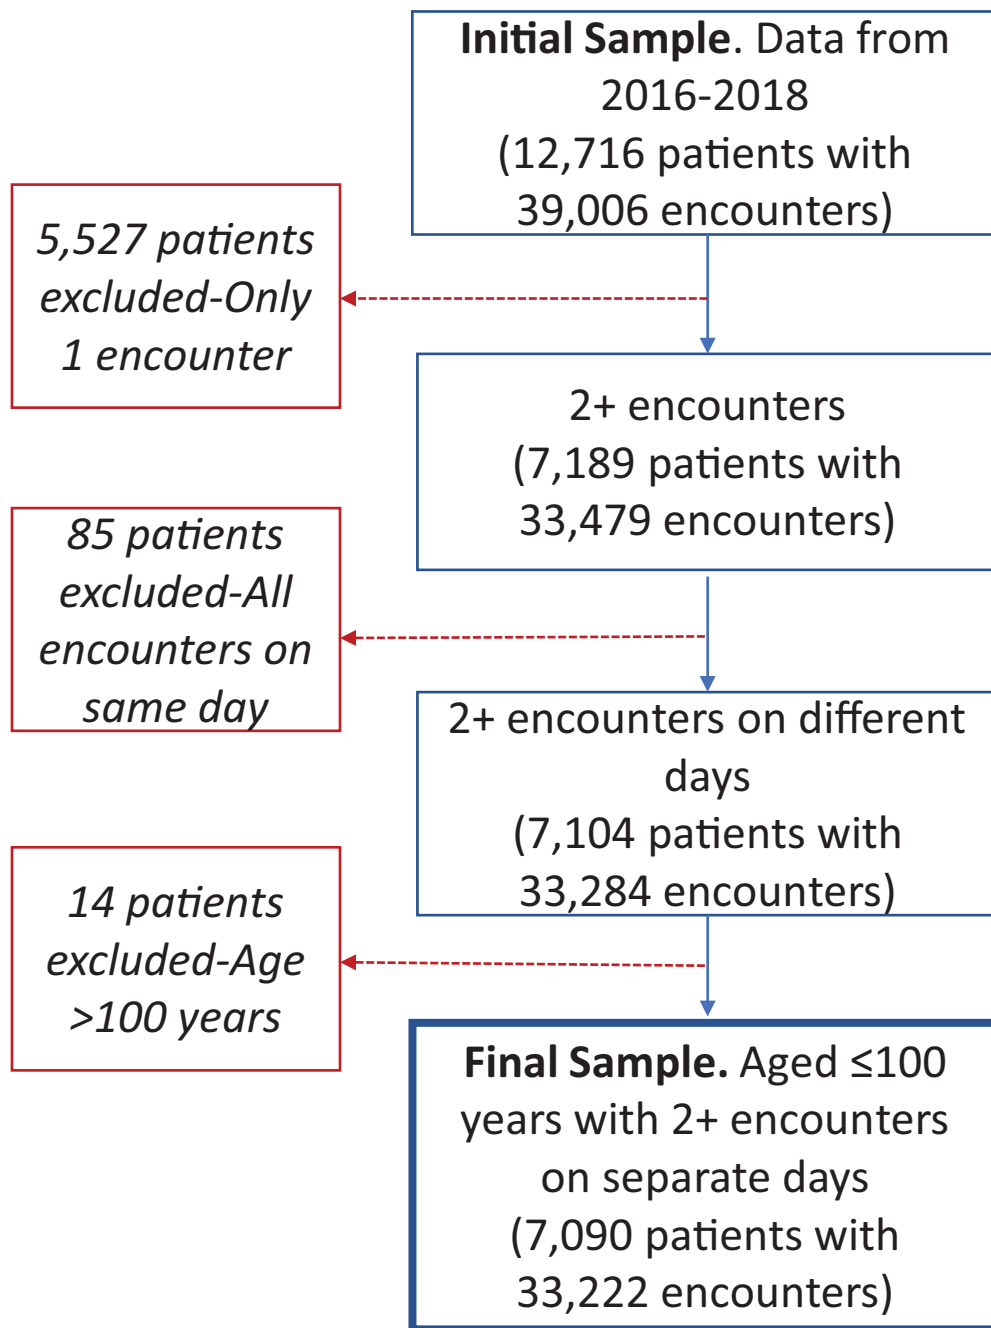 Initial Sample. Data from
2016-2018
(12,716 patients with
39,006 encounters)
5,527 patients
excluded-Only
1 encounter
2+ encounters
(7,189 patients with
33,479 encounters)
85 patients
excluded-All
encounters on
same day
2+ encounters on different
days
(7,104 patients with
33,284 encounters)
14 patients
excluded-Age
>100 years
Final Sample. Aged ≤100
years with 2+ encounters
on separate days
(7,090 patients with
33,222 encounters)